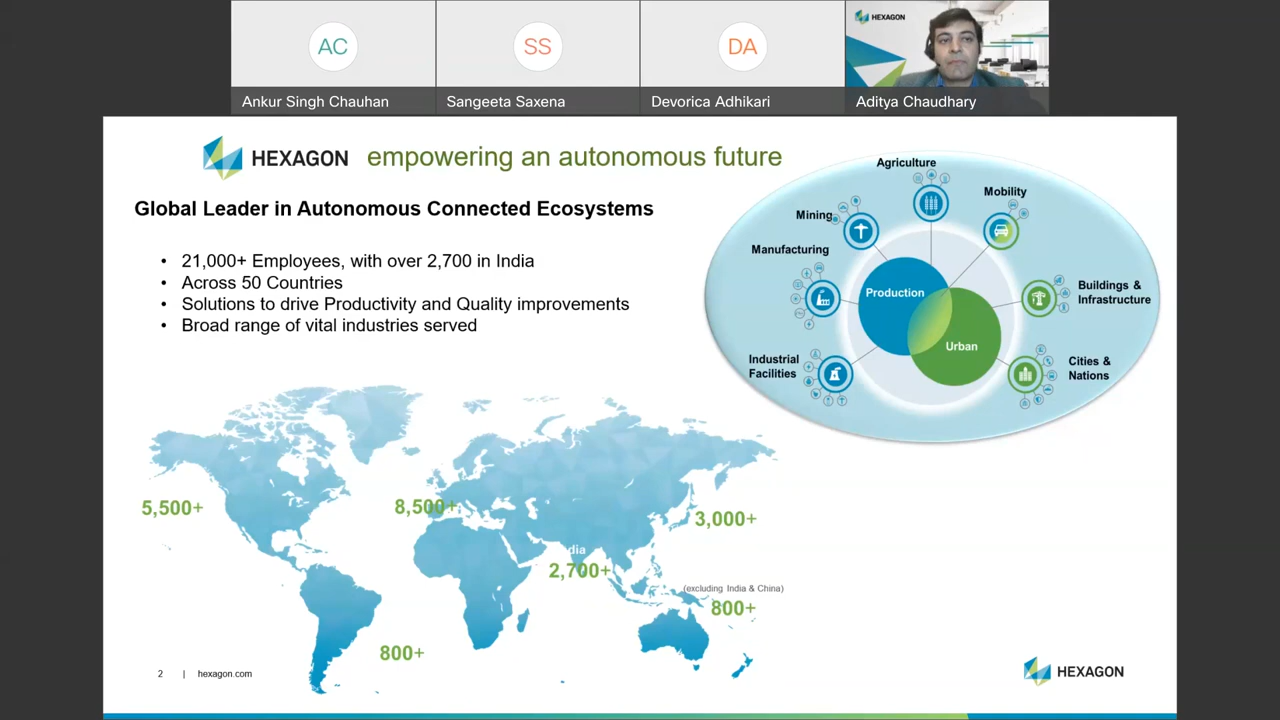 AC
SS
DA
HEXAGON
Ankur Singh Chauhan
Sangeeta Saxena
Devorica Adhikari
Aditya Chaudhary
HEXAGON empowering an autonomous future
Global Leader in Autonomous Connected Ecosystems
• 21,000+ Employees, with over 2,700 in India
• Across 50 Countries
• Solutions to drive Productivity and Quality improvements
• Broad range of vital industries served
Agriculture
Mobility
Mining
Manufacturing
Production
Buildings &
Infrastructure
Urban
Industrial
Facilities
Cities &
Nations
5,500+
8,500+
3,000+
2,700+
(excluding India & China)
800+
800+
2 | hexagon.com
HEXAGON